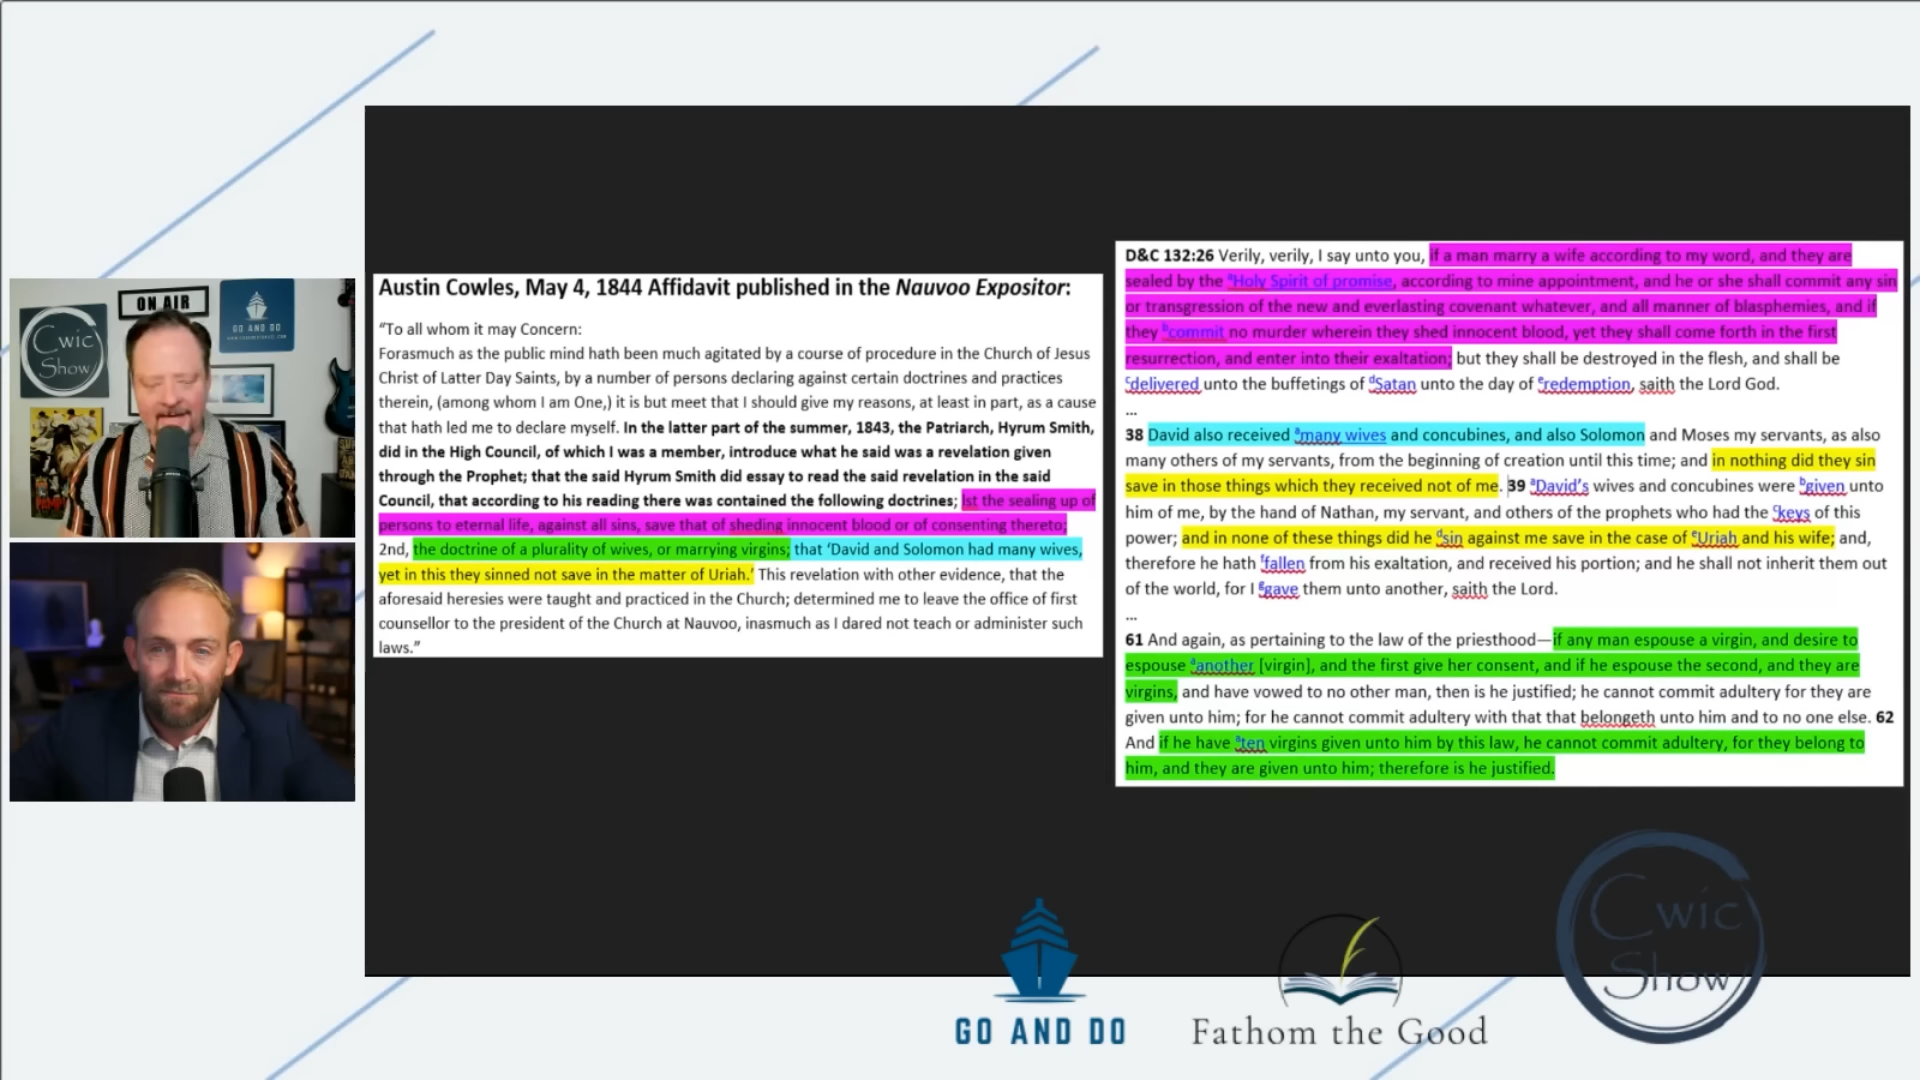 Cwic
Show
ON AIR
GO AND DO
Austin Cowles, May 4, 1844 Affidavit published in the Nauvoo Expositor:
“To all whom it may Concern:
Forasmuch as the public mind hath been much agitated by a course of procedure in the Church of Jesus
Christ of Latter Day Saints, by a number of persons declaring against certain doctrines and practices
therein, (among whom I am One,) it is but meet that I should give my reasons, at least in part, as a cause
that hath led me to declare myself. In the latter part of the summer, 1843, the Patriarch, Hyrum Smith,
did in the High Council, of which I was a member, introduce what he said was a revelation given
through the Prophet; that the said Hyrum Smith did essay to read the said revelation in the said
Council, that according to his reading there was contained the following doctrines; lst the sealing up of
persons to eternal life, against all sins, save that of sheding innocent blood or of consenting thereto;
2nd, the doctrine of a plurality of wives, or marrying virgins; that ‘David and Solomon had many wives,
yet in this they sinned not save in the matter of Uriah.’ This revelation with other evidence, that the
aforesaid heresies were taught and practiced in the Church; determined me to leave the office of first
counsellor to the president of the Church at Nauvoo, inasmuch as I dared not teach or administer such
laws.”
D&C 132:26 Verily, verily, I say unto you, if a man marry a wife according to my word, and they are
sealed by the aHoly Spirit of promise, according to mine appointment, and he or she shall commit any sin
or transgression of the new and everlasting covenant whatever, and all manner of blasphemies, and if
they bcommit no murder wherein they shed innocent blood, yet they shall come forth in the first
resurrection, and enter into their exaltation; but they shall be destroyed in the flesh, and shall be
cdelivered unto the buffetings of dSatan unto the day of eredemption, saith the Lord God.
...
38 David also received amany wives and concubines, and also Solomon and Moses my servants, as also
many others of my servants, from the beginning of creation until this time; and in nothing did they sin
save in those things which they received not of me. 39 aDavid’s wives and concubines were bgiven unto
him of me, by the hand of Nathan, my servant, and others of the prophets who had the ckeys of this
power; and in none of these things did he dsin against me save in the case of eUriah and his wife; and,
therefore he hath ffallen from his exaltation, and received his portion; and he shall not inherit them out
of the world, for I ggave them unto another, saith the Lord.
...
61 And again, as pertaining to the law of the priesthood—if any man espouse a virgin, and desire to
espouse aanother [virgin], and the first give her consent, and if he espouse the second, and they are
virgins, and have vowed to no other man, then is he justified; he cannot commit adultery for they are
given unto him; for he cannot commit adultery with that that belongeth unto him and to no one else. 62
And if he have aten virgins given unto him by this law, he cannot commit adultery, for they belong to
him, and they are given unto him; therefore is he justified.
GO AND DO
Fathom the Good
Cwic
Show